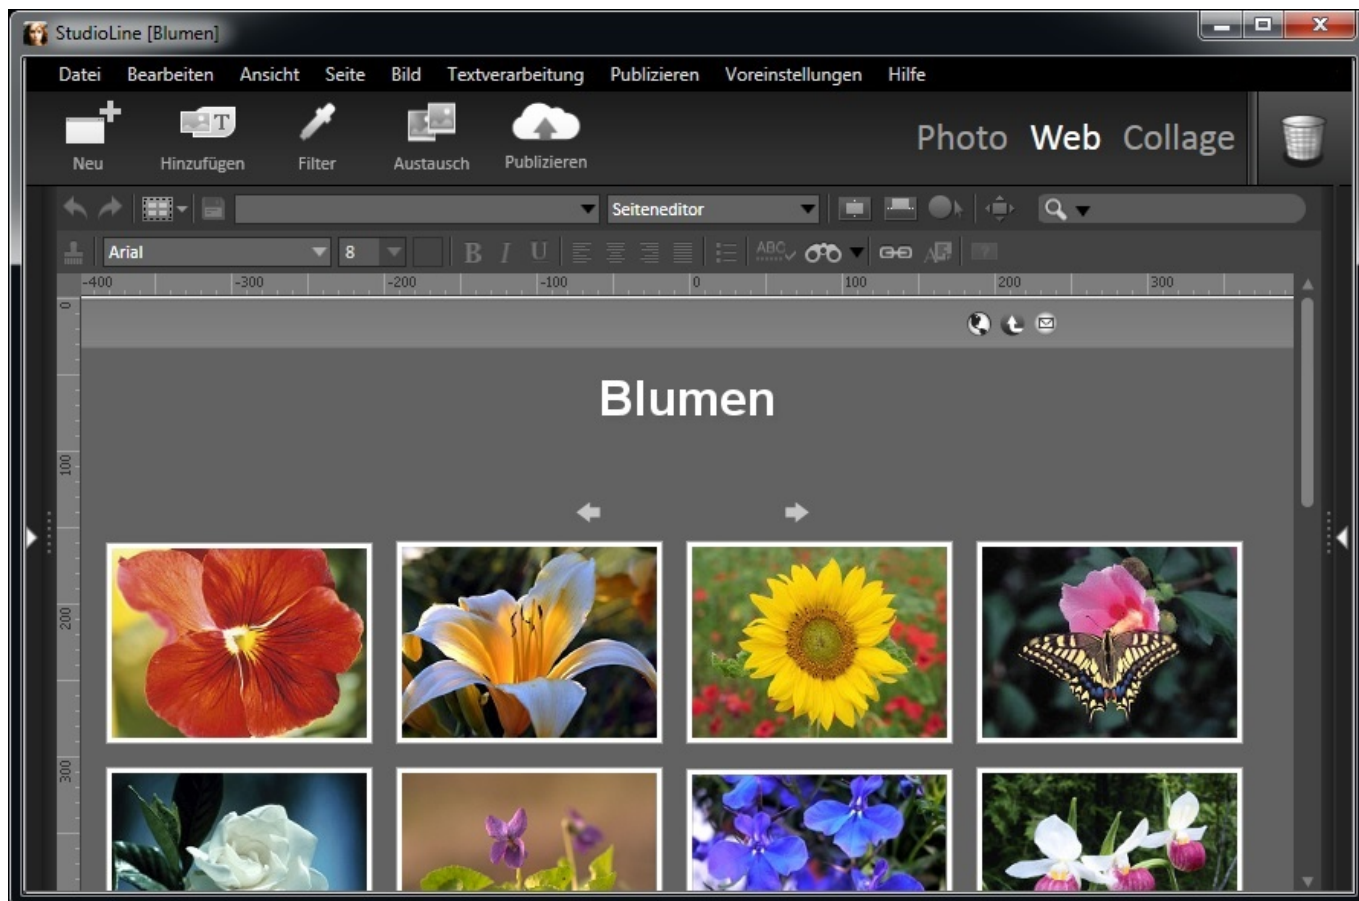 StudioLine [Blumen]
Datei Bearbeiten Ansicht Seite Bild Textverarbeitung Publizieren Voreinstellungen Hilfe
Neu Hinzufügen Filter Austausch Publizieren
Photo Web Collage
Seiteneditor
Arial 8 B I U ABC
-400 -300 -200 -100 0 100 200 300
0
Blumen
100
200
300